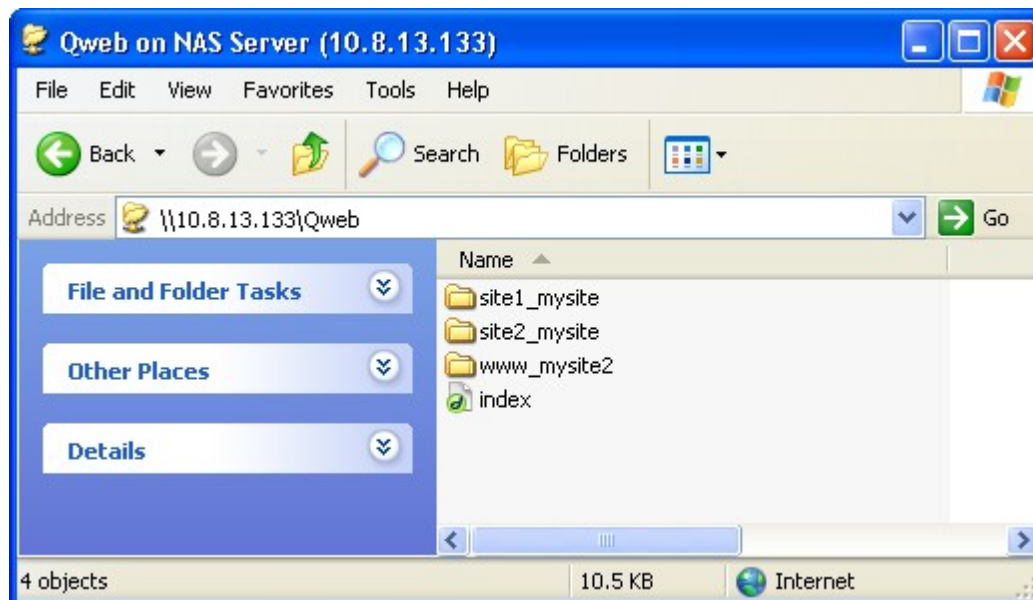 Qweb on NAS Server (10.8.13.133)
File Edit View Favorites Tools Help
Back Search Folders
Address \\10.8.13.133\Qweb Go
Name
File and Folder Tasks
Other Places
Details
site1_mysite
site2_mysite
www_mysite2
index
4 objects 10.5 KB Internet